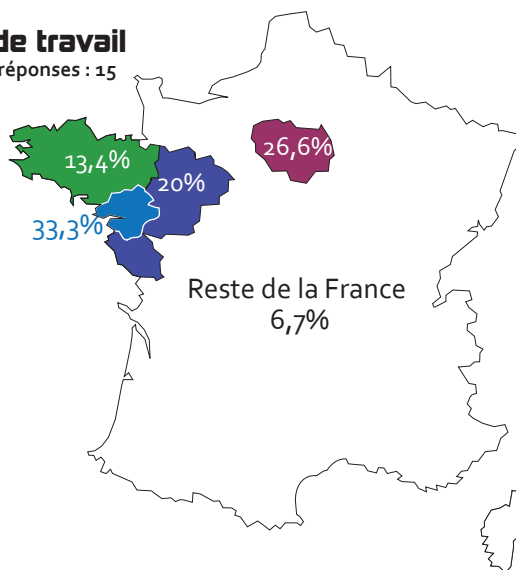 de travail
réponses : 15
13,4%
26,6%
20%
33,3%
Reste de la France
6,7%